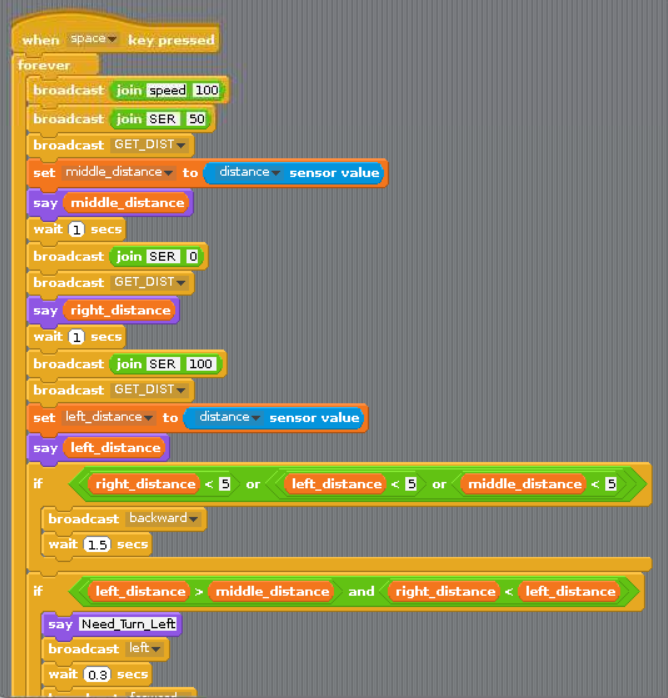 when space key pressed
forever
broadcast join speed 100
broadcast join SER 50
broadcast GET_DIST
set middle_distance to distance sensor value
say middle_distance
wait 1 secs
broadcast join SER 0
broadcast GET_DIST
say right_distance
wait 1 secs
broadcast join SER 100
broadcast GET_DIST
set left_distance to distance sensor value
say left_distance
if right_distance < 5 or left_distance < 5 or middle_distance < 5
broadcast backward
wait 1.5 secs
if left_distance > middle_distance and right_distance < left_distance
say Need_Turn_Left
broadcast left
wait 0.3 secs